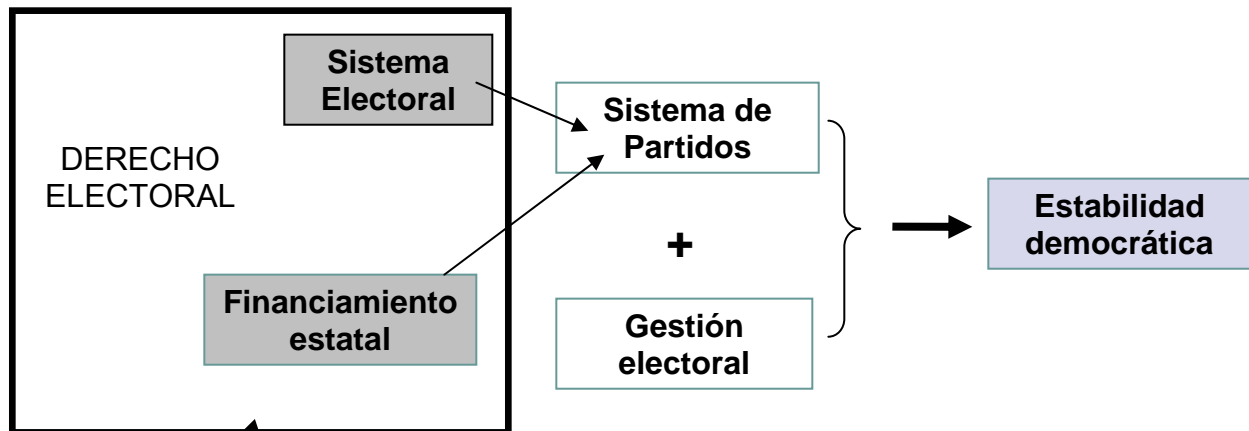 Sistema
Electoral
DERECHO
ELECTORAL
Financiamiento
estatal
Sistema de
Partidos
+
Gestión
electoral
Estabilidad
democrática